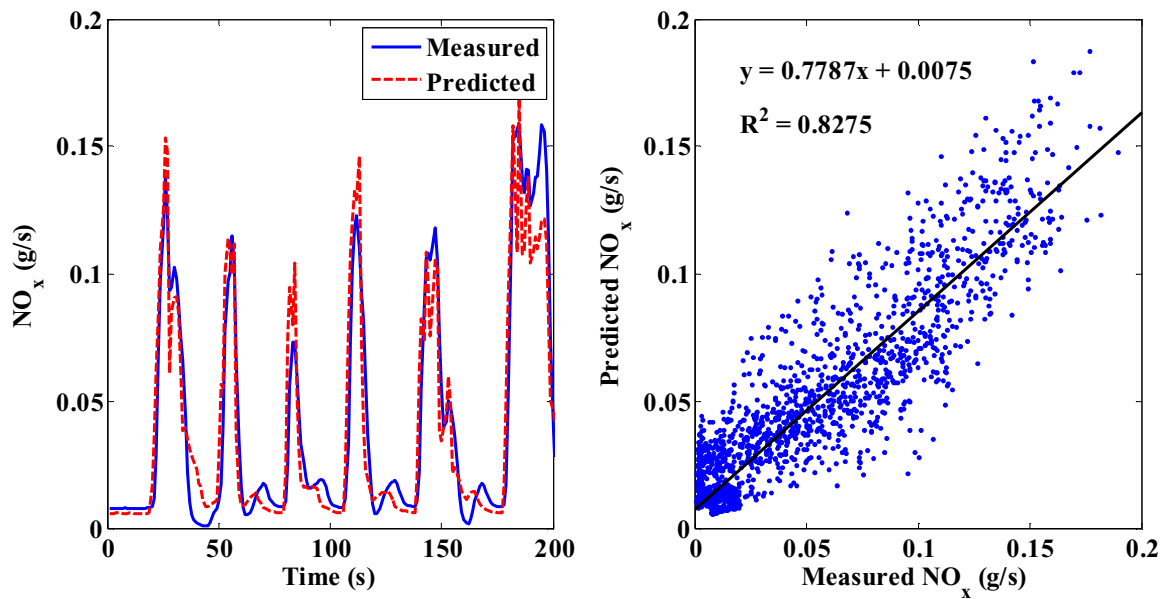 0.2
0.15
0.1
0.05
0
NOx (g/s)
Measured
Predicted
0 50 100 150 200
Time (s)
0.2
0.15
0.1
0.05
0
Predicted NOx (g/s)
y = 0.7787x + 0.0075
R² = 0.8275
0 0.05 0.1 0.15 0.2
Measured NOx (g/s)